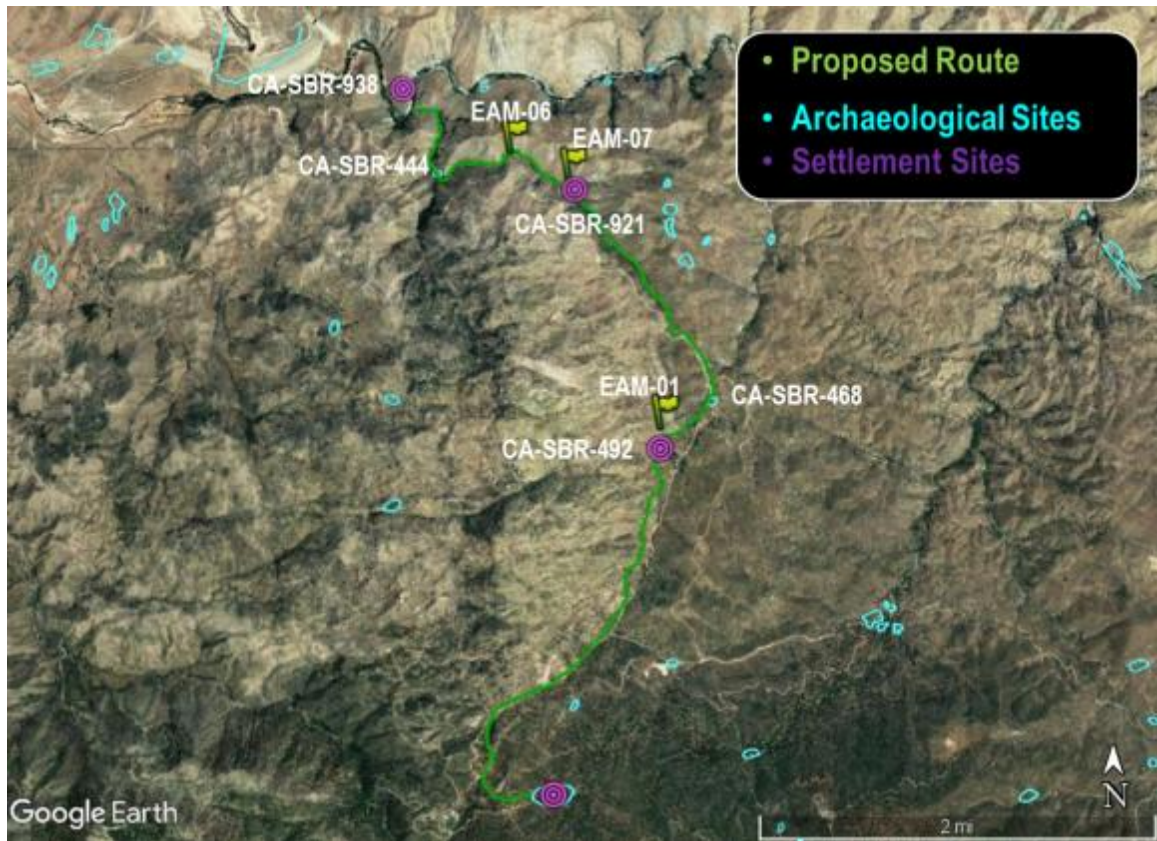 • Proposed Route
• Archaeological Sites
• Settlement Sites
CA-SBR-938
EAM-06
EAM-07
CA-SBR-444
CA-SBR-921
EAM-01
CA-SBR-468
CA-SBR-492
N
Google Earth
2 mi